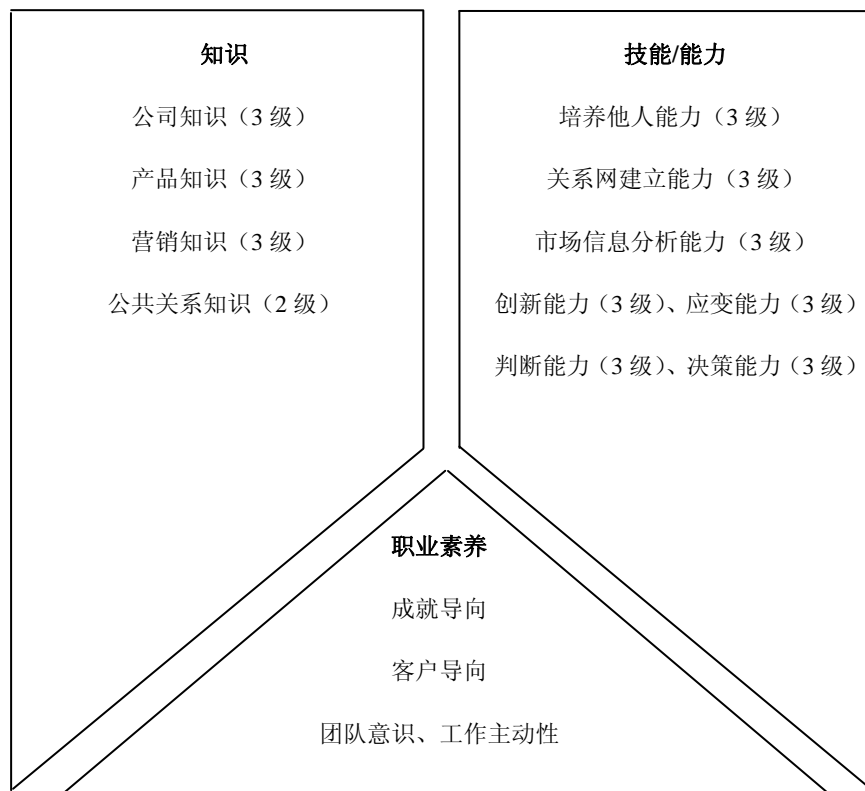 知识
公司知识（3 级）
产品知识（3 级）
营销知识（3 级）
公共关系知识（2 级）
技能/能力
培养他人能力（3 级）
关系网建立能力（3 级）
市场信息分析能力（3 级）
创新能力（3 级）、应变能力（3 级）
判断能力（3 级）、决策能力（3 级）
职业素养
成就导向
客户导向
团队意识、工作主动性